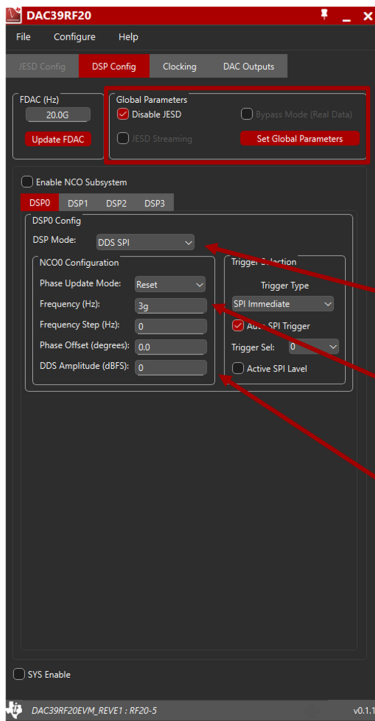 DAC39RF20
File Configure Help
JESD Config DSP Config Clocking DAC Outputs
FDAC (Hz)
20.0G
Update FDAC
Global Parameters
Disable JESD Bypass Mode (Real Data)
JESD Streaming Set Global Parameters
Enable NCO Subsystem
DSP0 DSP1 DSP2 DSP3
DSP0 Config
DSP Mode: DDS SPI
NCO0 Configuration
Phase Update Mode: Reset
Frequency (Hz): 3g
Frequency Step (Hz): 0
Phase Offset (degrees): 0.0
DDS Amplitude (dBFS): 0
Trigger Selection
Trigger Type
SPI Immediate
Auto SPI Trigger
Trigger Sel: 0
Active SPI Level
SYS Enable
DAC39RF20EVM_REVE1 : RF20-5 v0.1.1